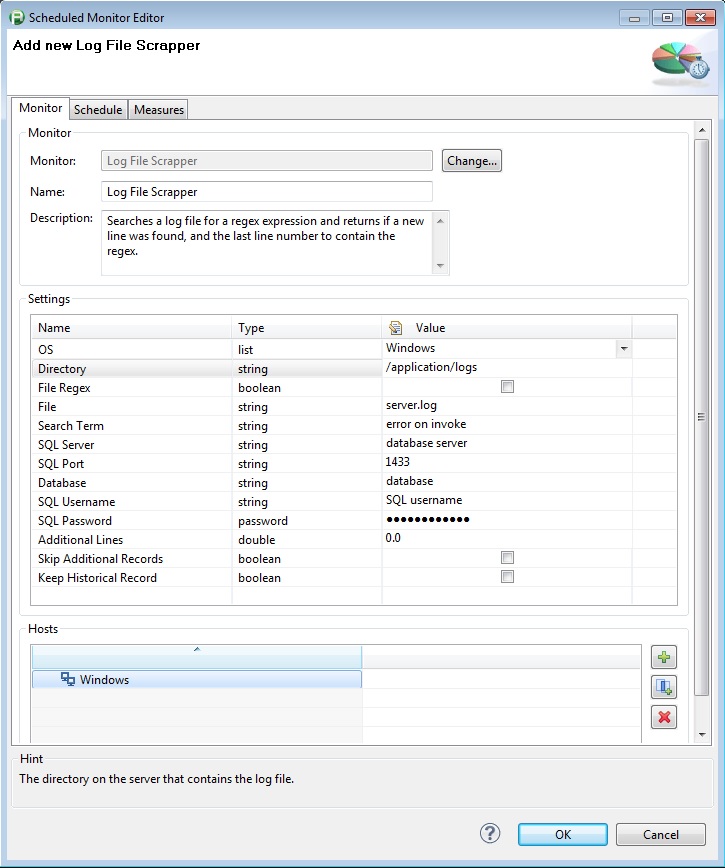 Scheduled Monitor Editor
Add new Log File Scrapper
Monitor Schedule Measures
Monitor
Monitor: Log File Scrapper Change...
Name: Log File Scrapper
Description: Searches a log file for a regex expression and returns if a new
line was found, and the last line number to contain the
regex.
Settings
Name Type Value
OS list Windows
Directory string /application/logs
File Regex boolean
File string server.log
Search Term string error on invoke
SQL Server string database server
SQL Port string 1433
Database string database
SQL Username string SQL username
SQL Password password ●●●●●●●●●●●●
Additional Lines double 0.0
Skip Additional Records boolean
Keep Historical Record boolean
Hosts
Windows
Hint
The directory on the server that contains the log file.
? OK Cancel